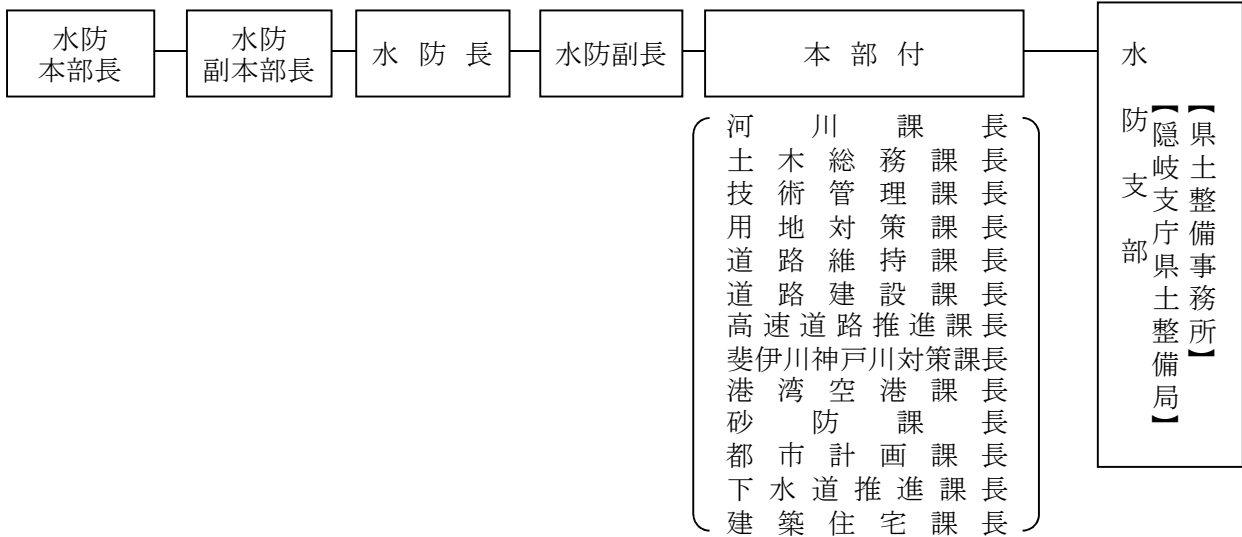 水防
本部長
水防
副本部長
水防長
水防副長
本部付
河川課長
土木総務課長
技術管理課長
用地対策課長
道路維持課長
道路建設課長
高速道路推進課長
斐伊川神戸川対策課長
港湾空港課長
砂防課長
都市計画課長
下水道推進課長
建築住宅課長
水防支部
【県土整備事務所】
【隠岐支庁県土整備局】